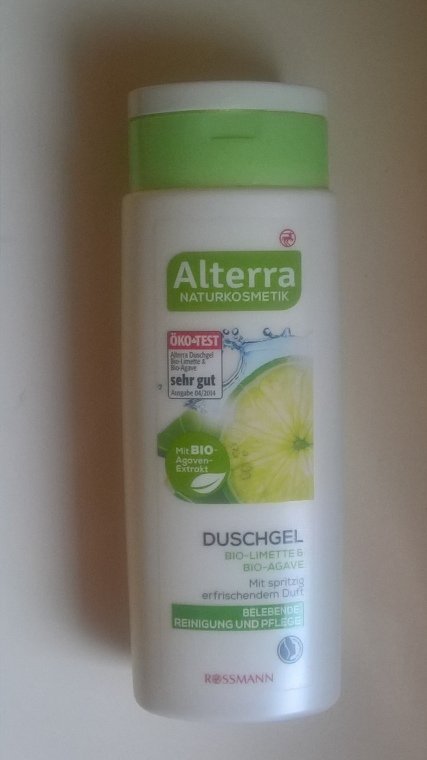 Alterra
NATURKOSMETIK
ÖKO-TEST
Alterra Duschgel
Bio-Limette &
Bio-Agave
sehr gut
Ausgabe 04/2014
Mit BIO-
Agaven-
Extrakt
DUSCHGEL
BIO-LIMETTE &
BIO-AGAVE
Mit spritzig
erfrischendem Duft
BELEBENDE
REINIGUNG UND PFLEGE
ROSSMANN